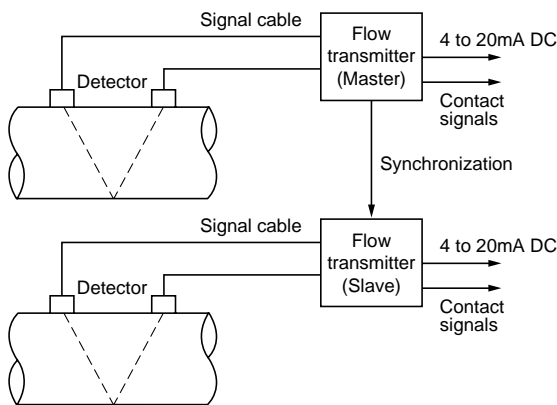 Signal cable
Flow
transmitter
(Master)
4 to 20mA DC
Detector
Contact
signals
Synchronization
Signal cable
Flow
transmitter
(Slave)
4 to 20mA DC
Detector
Contact
signals